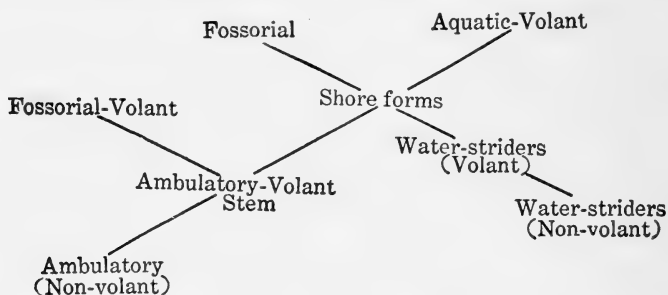 Fossorial
Aquatic-Volant
Shore forms
Fossorial-Volant
Water-striders
(Volant)
Ambulatory-Volant
Stem
Water-striders
(Non-volant)
Ambulatory
(Non-volant)